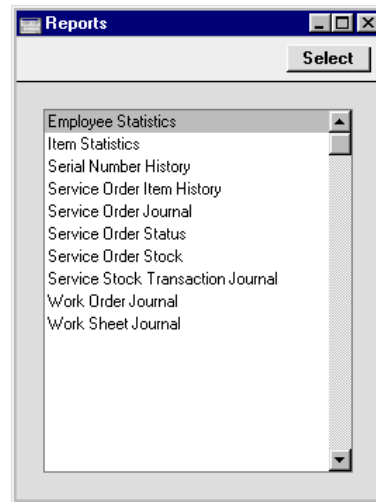 Reports
Select
Employee Statistics
Item Statistics
Serial Number History
Service Order Item History
Service Order Journal
Service Order Status
Service Order Stock
Service Stock Transaction Journal
Work Order Journal
Work Sheet Journal